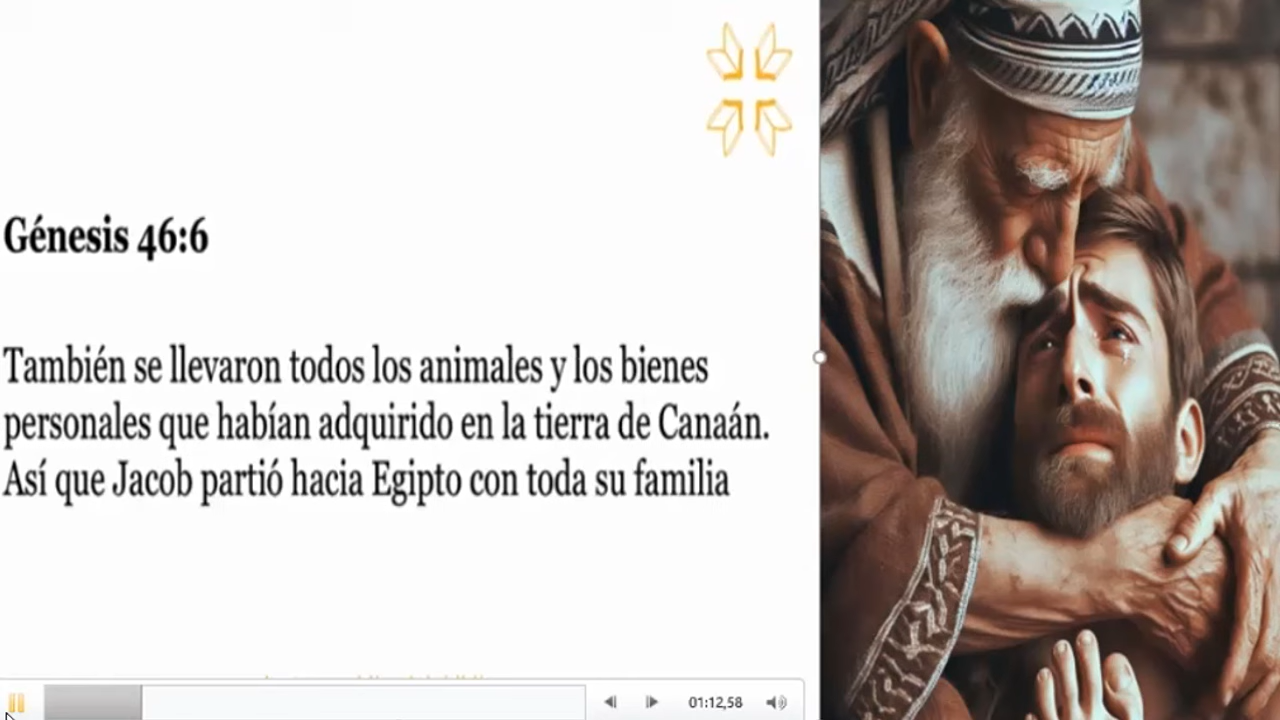 Génesis 46:6
También se llevaron todos los animales y los bienes
personales que habían adquirido en la tierra de Canaán.
Así que Jacob partió hacia Egipto con toda su familia
01:12,58